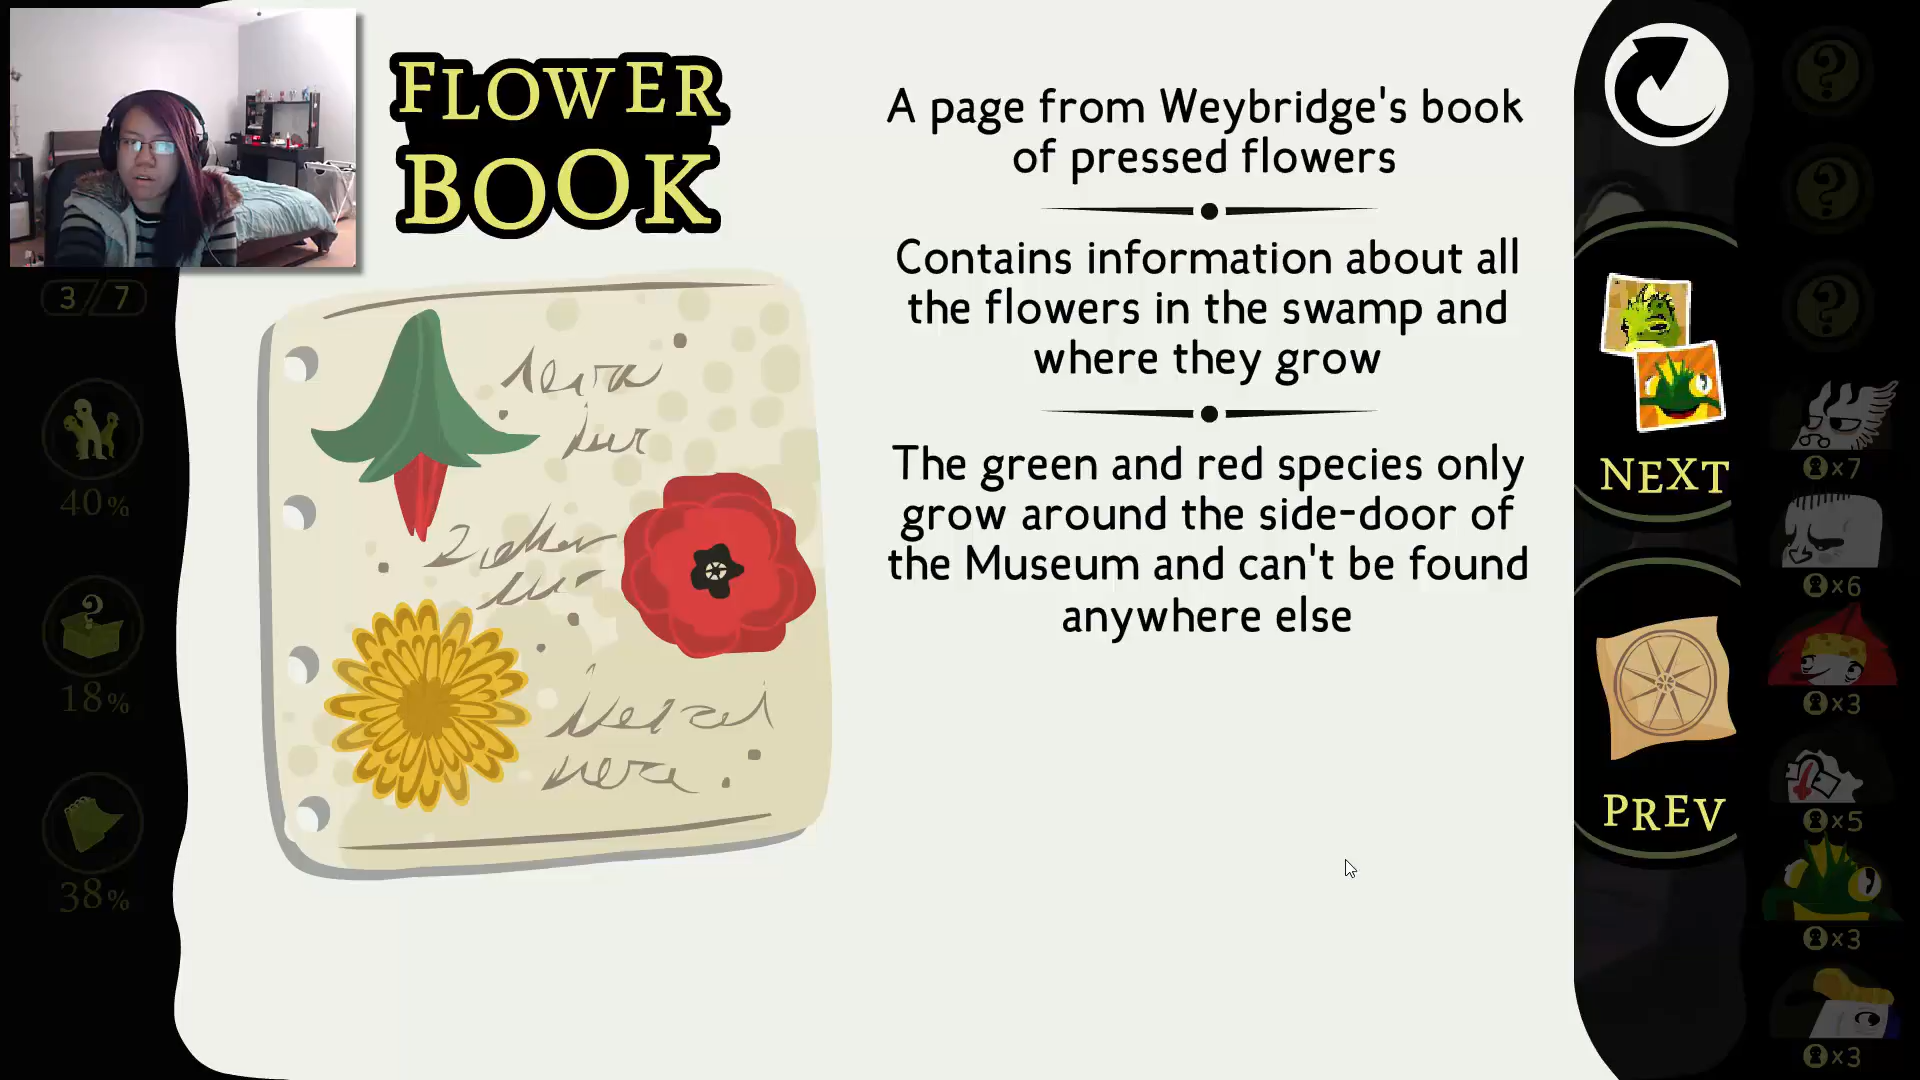 FLOWER
BOOK
A page from Weybridge's book
of pressed flowers
Contains information about all
the flowers in the swamp and
where they grow
The green and red species only
grow around the side-door of
the Museum and can't be found
anywhere else
3/7
40%
18%
38%
NEXT
PREV
?
?
?
x7
x6
x3
x5
x3
x3